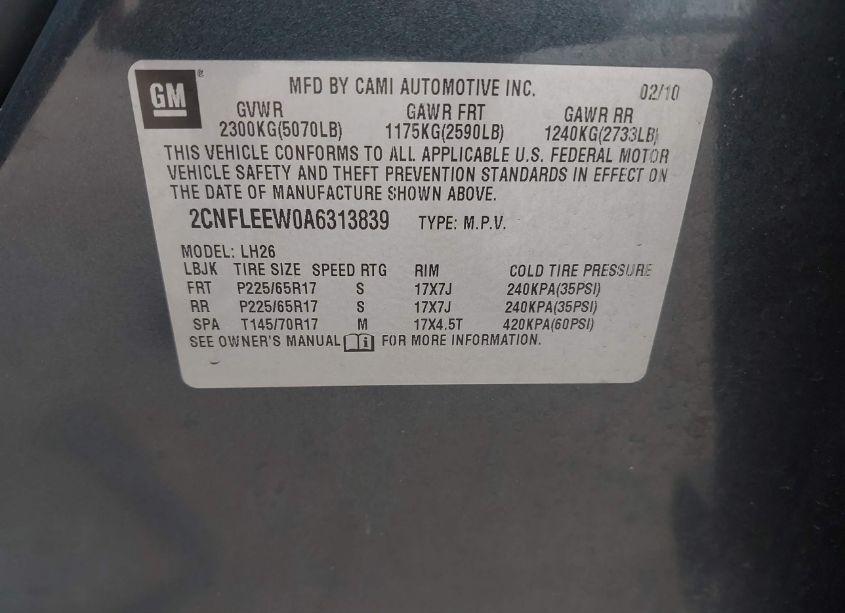 GM ® MFD BY CAMI AUTOMOTIVE INC. 02/10
GVWR GAWR FRT GAWR RR
2300KG(5070LB) 1175KG(2590LB) 1240KG(2733LB)
THIS VEHICLE CONFORMS TO ALL APPLICABLE U.S. FEDERAL MOTOR
VEHICLE SAFETY AND THEFT PREVENTION STANDARDS IN EFFECT ON
THE DATE OF MANUFACTURE SHOWN ABOVE.
2CNFLEEW0A6313839 TYPE: M.P.V.
MODEL: LH26
LBJK TIRE SIZE SPEED RTG RIM COLD TIRE PRESSURE
FRT P225/65R17 S 17X7J 240KPA(35PSI)
RR P225/65R17 S 17X7J 240KPA(35PSI)
SPA T145/70R17 M 17X4.5T 420KPA(60PSI)
SEE OWNER'S MANUAL i FOR MORE INFORMATION.